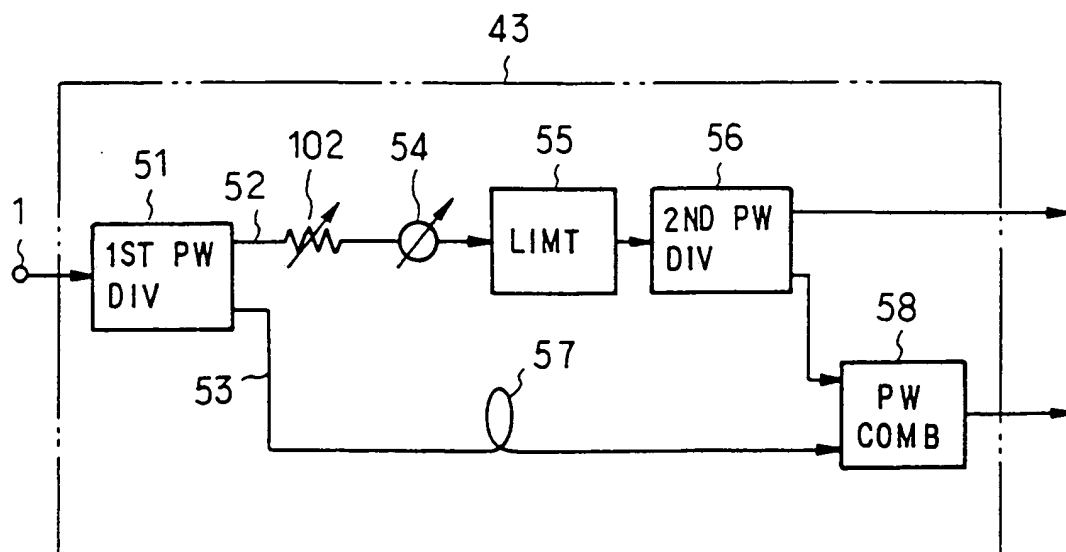 43
102
54
55
56
51
52
1
1ST PW
DIV
LIMT
2ND PW
DIV
58
57
53
PW
COMB